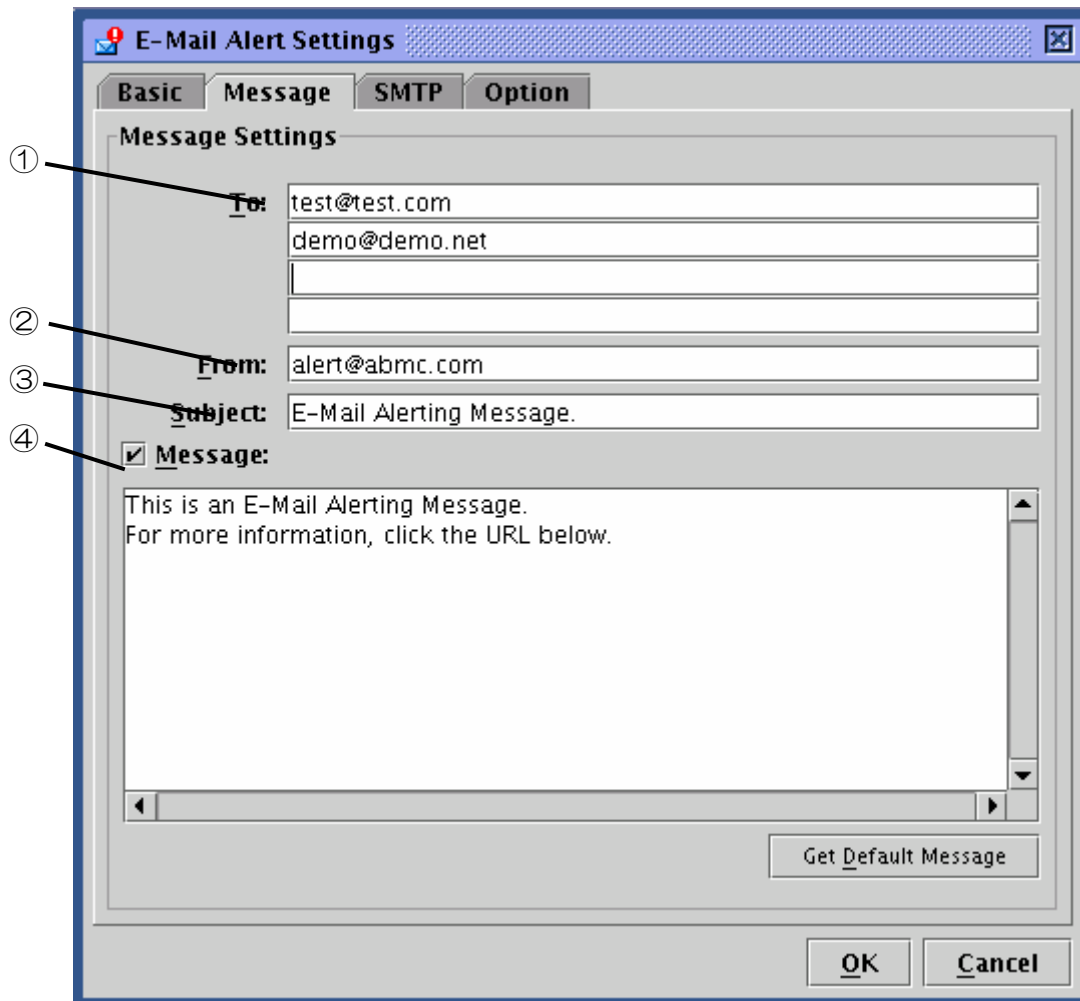 E-Mail Alert Settings
Basic Message SMTP Option
Message Settings
① To: test@test.com
demo@demo.net
② From: alert@abmc.com
③ Subject: E-Mail Alerting Message.
④ Message:
This is an E-Mail Alerting Message.
For more information, click the URL below.
Get Default Message
OK Cancel